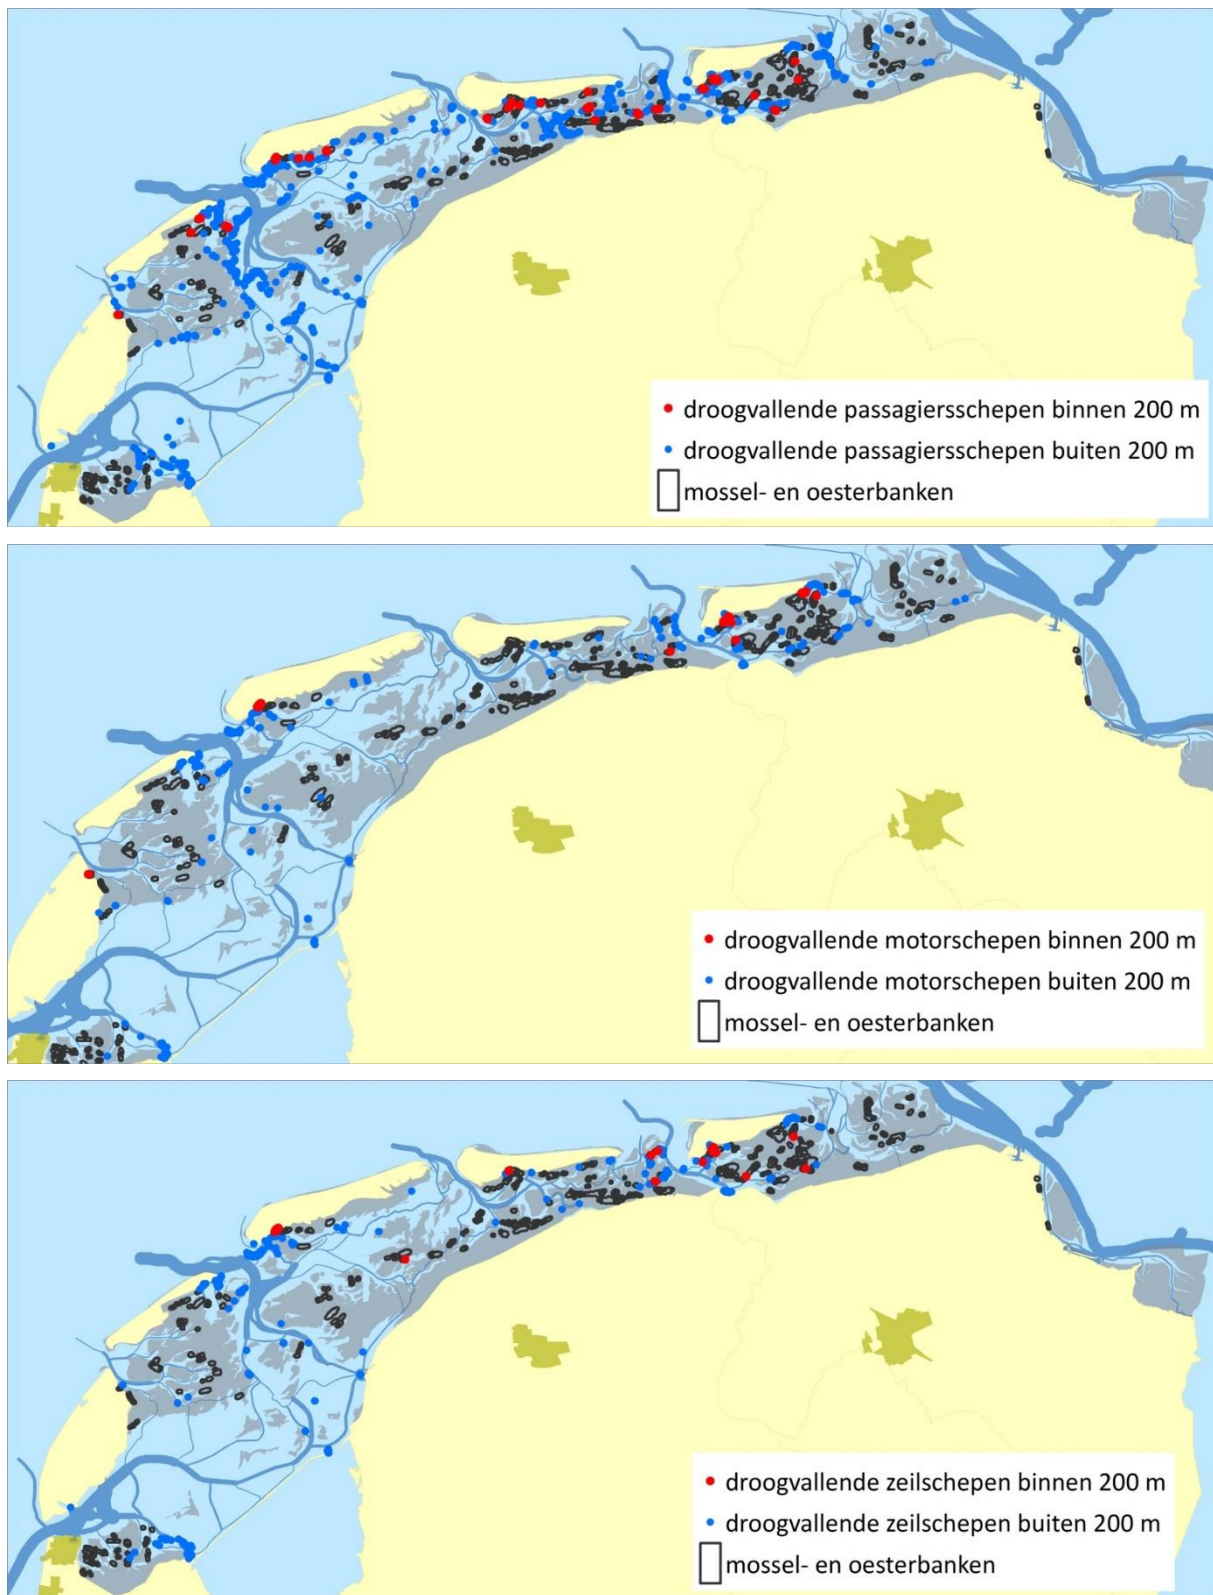 droogvallende passagiersschepen binnen 200 m
droogvallende passagiersschepen buiten 200 m
mossel- en oesterbanken
droogvallende motorschepen binnen 200 m
droogvallende motorschepen buiten 200 m
mossel- en oesterbanken
droogvallende zeilschepen binnen 200 m
droogvallende zeilschepen buiten 200 m
mossel- en oesterbanken